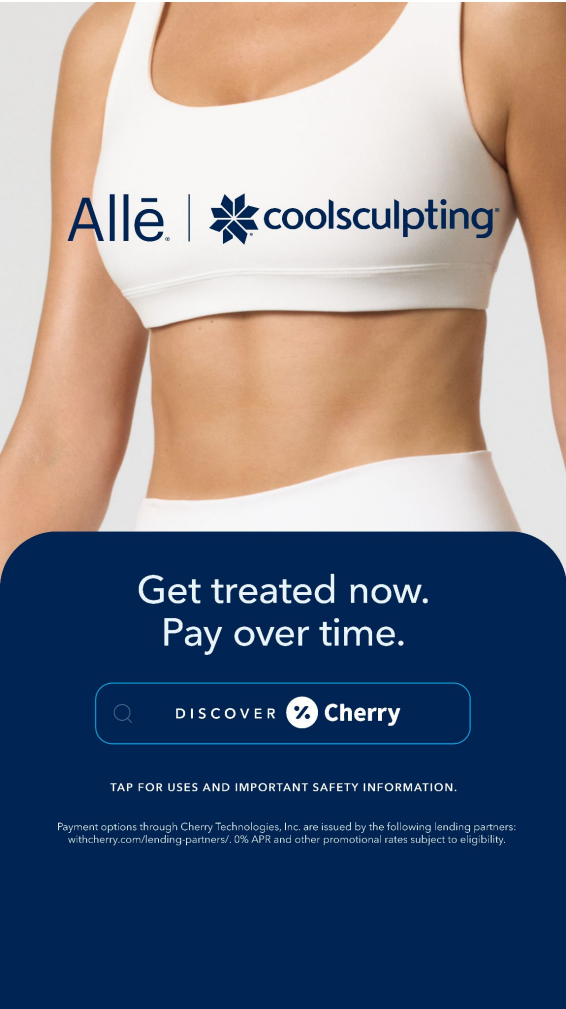 Allē® | coolsculpting®
Get treated now.
Pay over time.
DISCOVER Cherry
TAP FOR USES AND IMPORTANT SAFETY INFORMATION.
Payment options through Cherry Technologies, Inc. are issued by the following lending partners:
withcherry.com/lending-partners/. 0% APR and other promotional rates subject to eligibility.